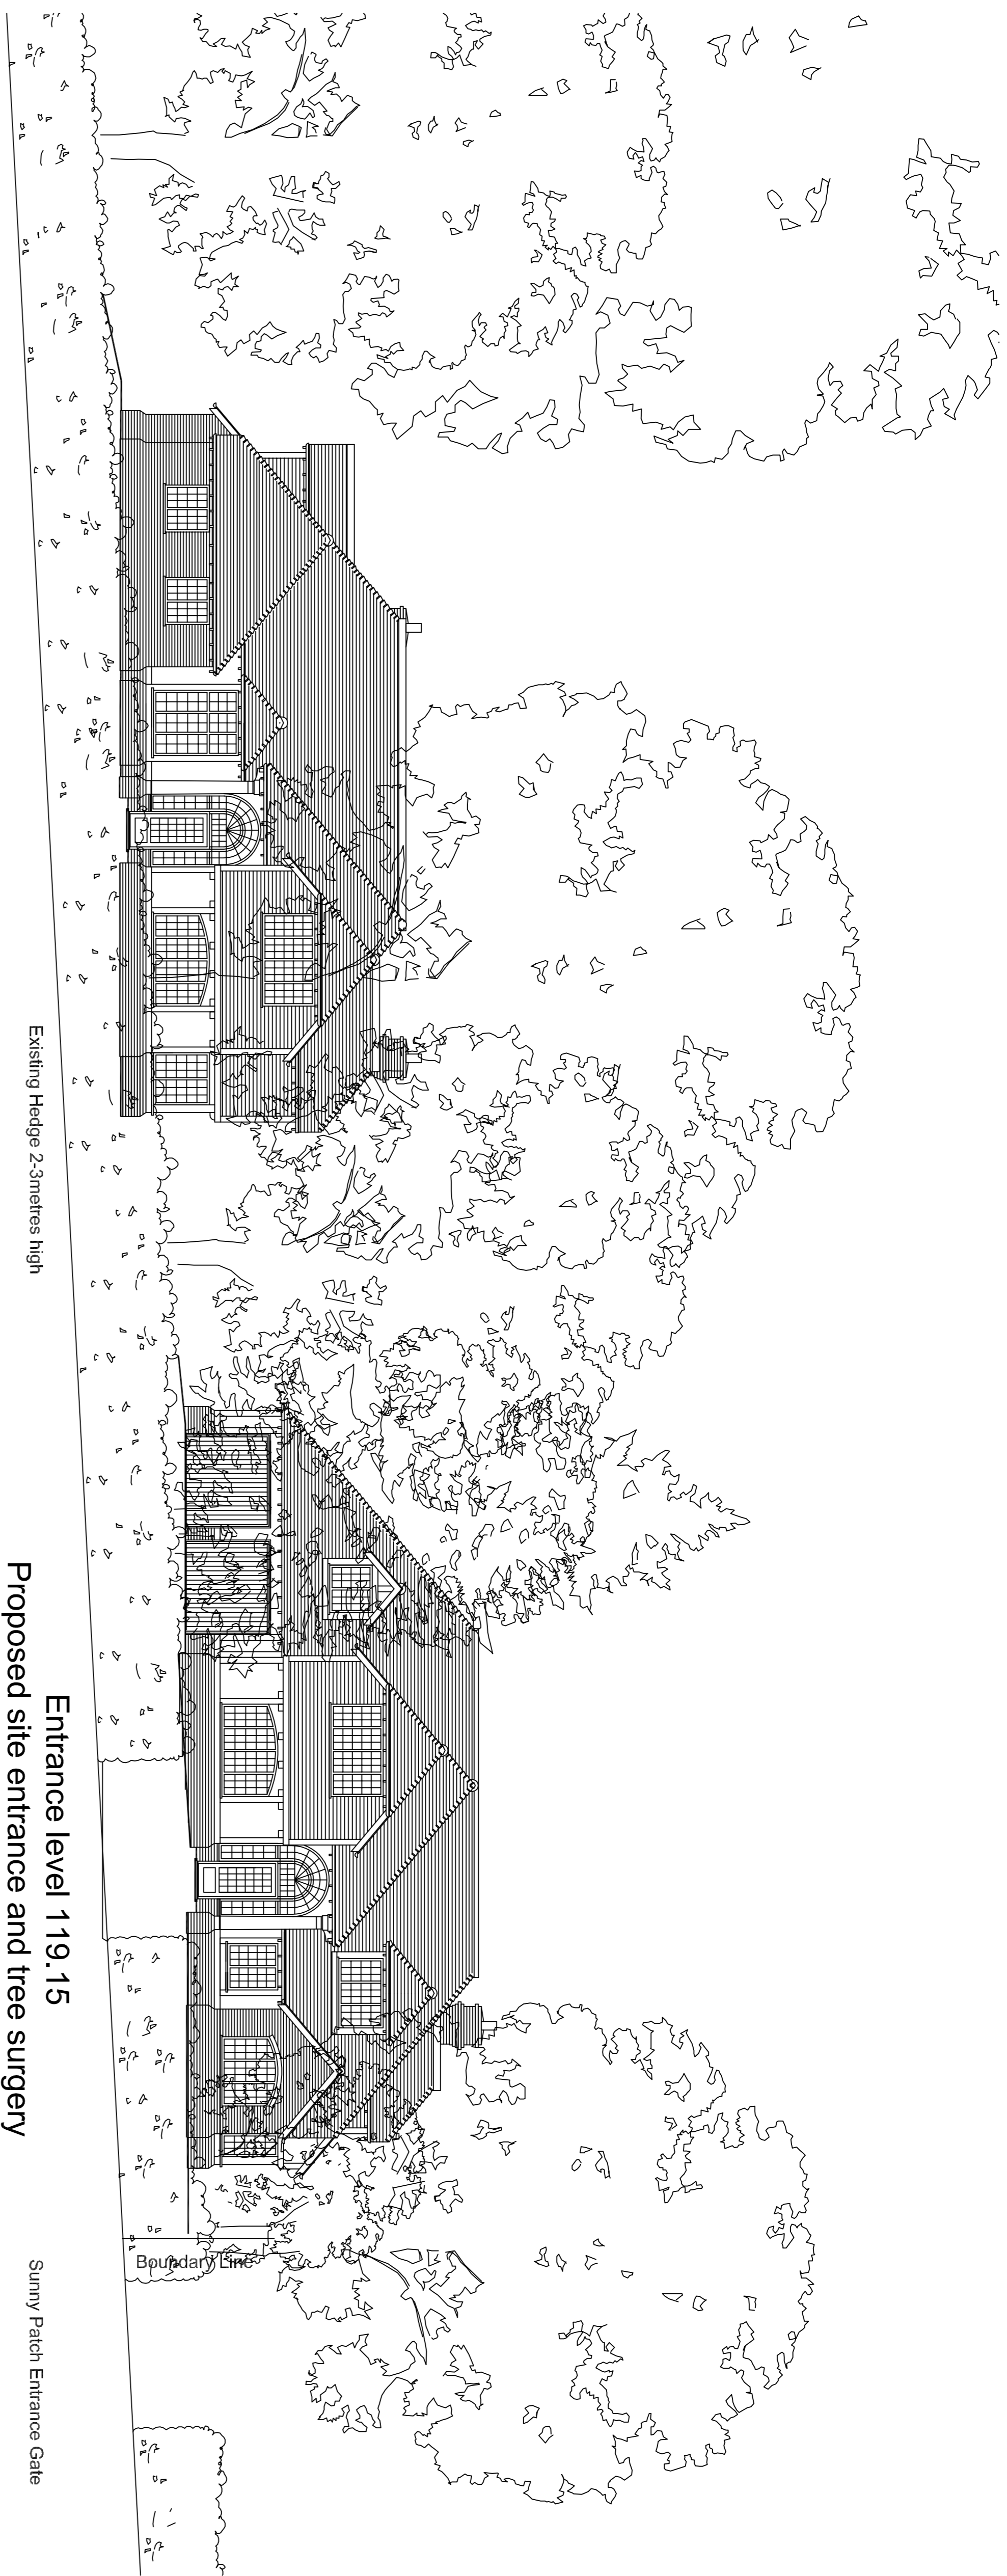 Existing Hedge 2-3metres high
Entrance level 119.15
Proposed site entrance and tree surgery
Boundary Line
Sunny Patch Entrance Gate